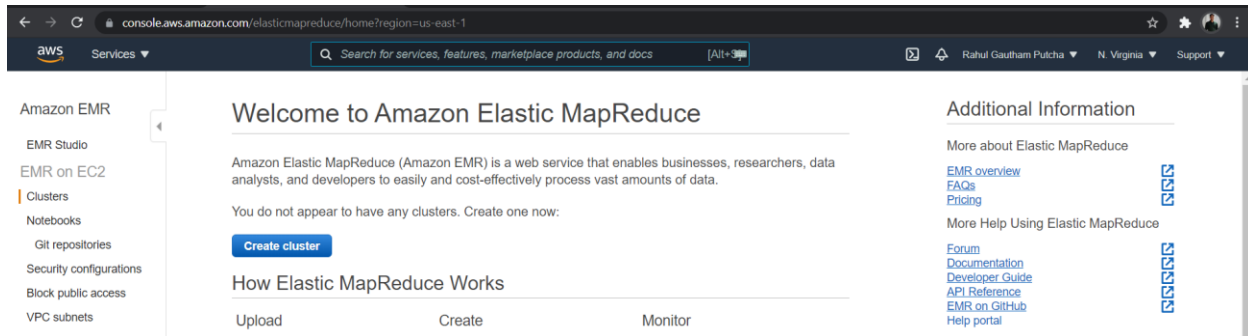 console.aws.amazon.com/elasticmapreduce/home?region=us-east-1
aws
Services ▼
Search for services, features, marketplace products, and docs
Rahul Gautham Putcha ▼
N. Virginia ▼
Support ▼
Amazon EMR
EMR Studio
EMR on EC2
Clusters
Notebooks
Git repositories
Security configurations
Block public access
VPC subnets
Welcome to Amazon Elastic MapReduce
Amazon Elastic MapReduce (Amazon EMR) is a web service that enables businesses, researchers, data
analysts, and developers to easily and cost-effectively process vast amounts of data.
You do not appear to have any clusters. Create one now:
Create cluster
How Elastic MapReduce Works
Upload
Create
Monitor
Additional Information
More about Elastic MapReduce
EMR overview
FAQs
Pricing
More Help Using Elastic MapReduce
Forum
Documentation
Developer Guide
API Reference
EMR on GitHub
Help portal